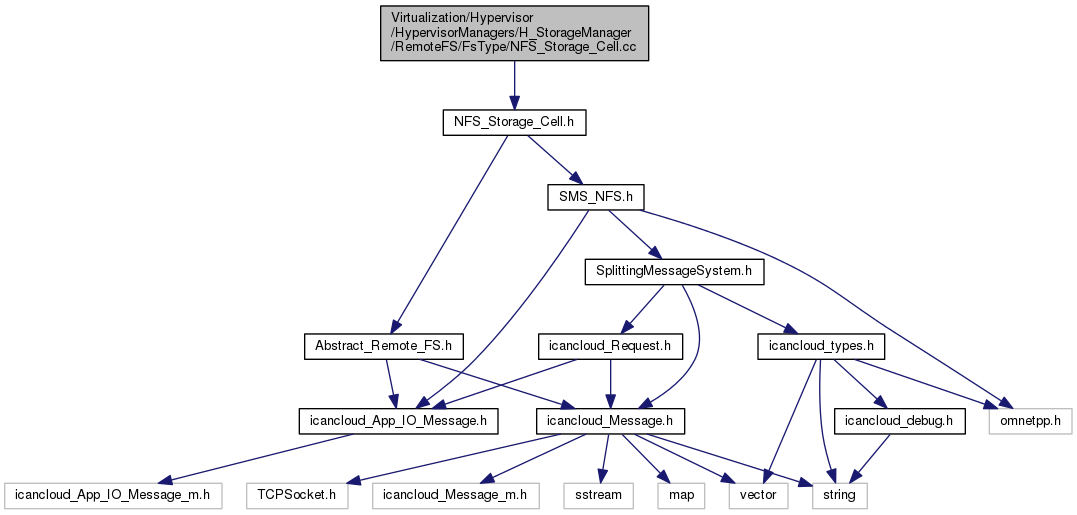 Virtualization/Hypervisor
/HypervisorManagers/H_StorageManager
/RemoteFS/FsType/NFS_Storage_Cell.cc
NFS_Storage_Cell.h
SMS_NFS.h
SplittingMessageSystem.h
Abstract_Remote_FS.h
icancloud_Request.h
icancloud_types.h
icancloud_App_IO_Message.h
icancloud_Message.h
icancloud_debug.h
omnetpp.h
icancloud_App_IO_Message_m.h
TCPSocket.h
icancloud_Message_m.h
sstream
map
vector
string